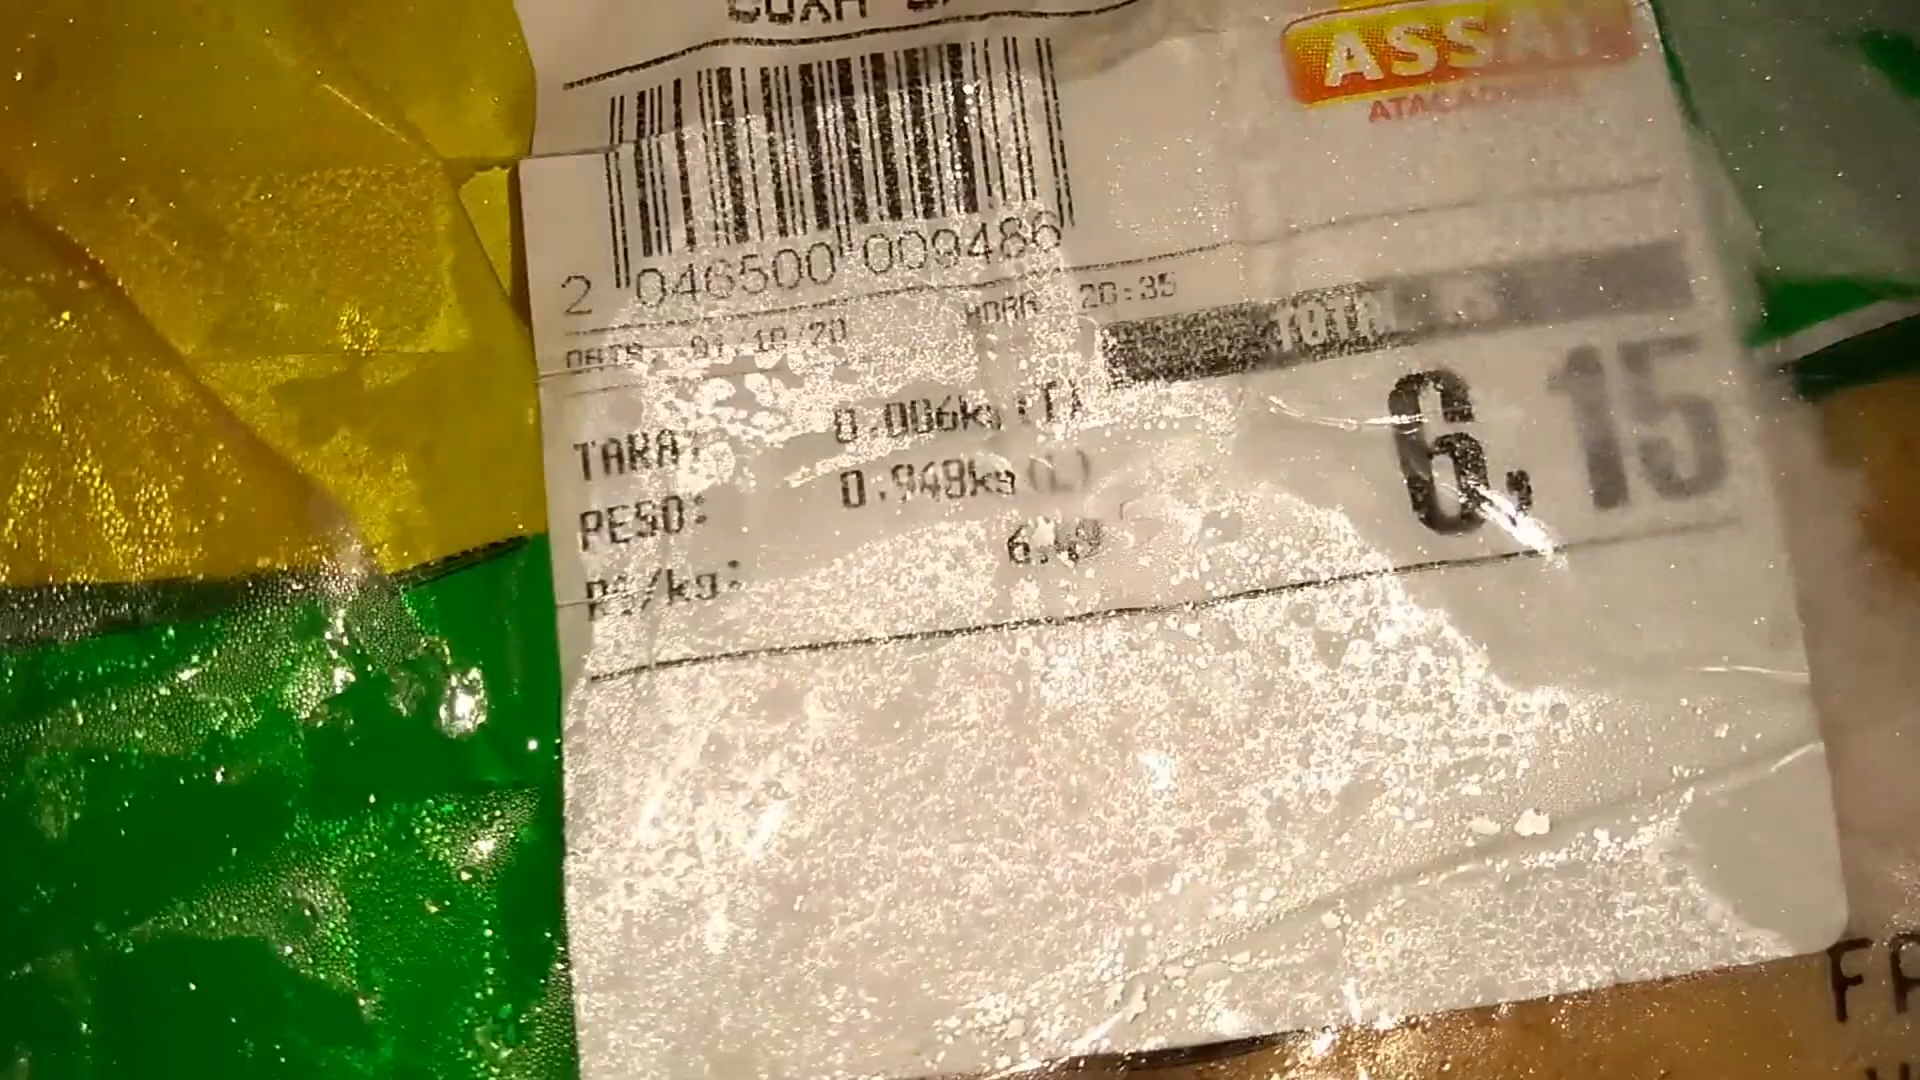 ASSAI
ATACADISTA
2 046500 009486
DATA: 01/10/20 HORA: 20:35
TOTAL R$
TARA: 0.006kg (T)
PESO: 0.948kg (L)
R$/kg: 6.49
6.15